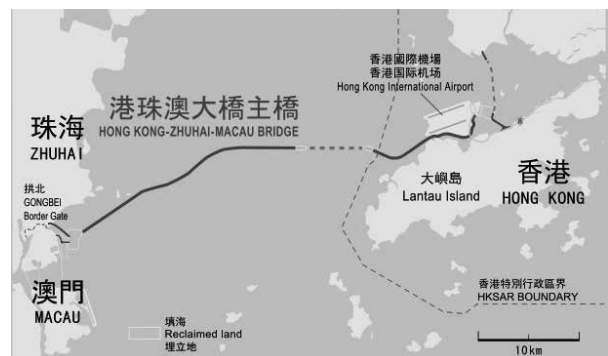 香港國際機場
香港国际机场
Hong Kong International Airport
港珠澳大橋主橋
HONG KONG-ZHUHAI-MACAU BRIDGE
珠海
ZHUHAI
大嶼島
Lantau Island
香港
HONG KONG
拱北
GONGBEI
Border Gate
澳門
MACAU
香港特別行政區界
HKSAR BOUNDARY
填海
Reclaimed land
埋立地
10km